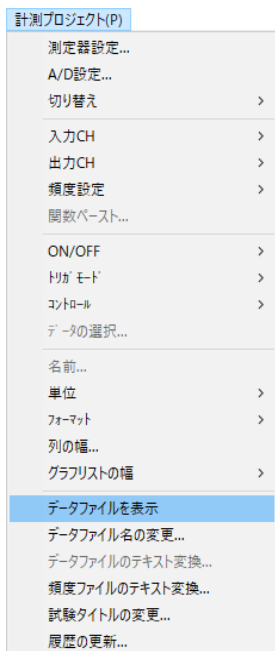 計測プロジェクト(P)
測定器設定...
A/D設定...
切り替え
入力CH
出力CH
頻度設定
関数ペースト...
ON/OFF
ﾄﾘｶﾞﾓｰﾄﾞ
ｺﾝﾄﾛｰﾙ
ﾃﾞｰﾀの選択...
名前...
単位
ﾌｫｰﾏｯﾄ
列の幅...
グラフリストの幅
データファイルを表示
データファイル名の変更...
データファイルのテキスト変換...
頻度ファイルのテキスト変換...
試験タイトルの変更...
履歴の更新...